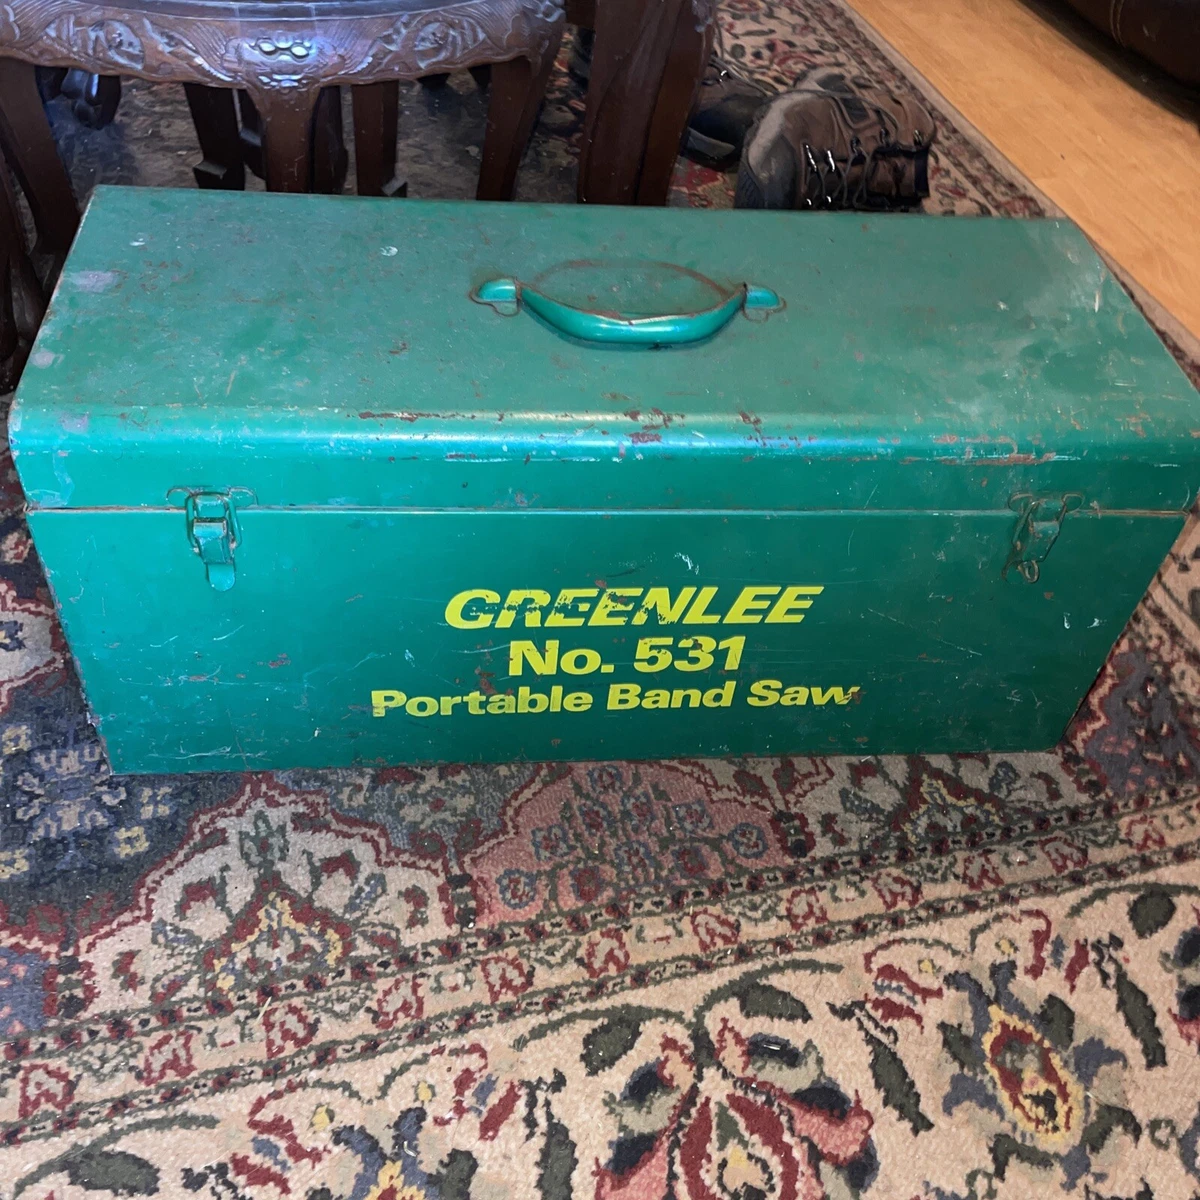 GREENLEE
No. 531
Portable Band Saw